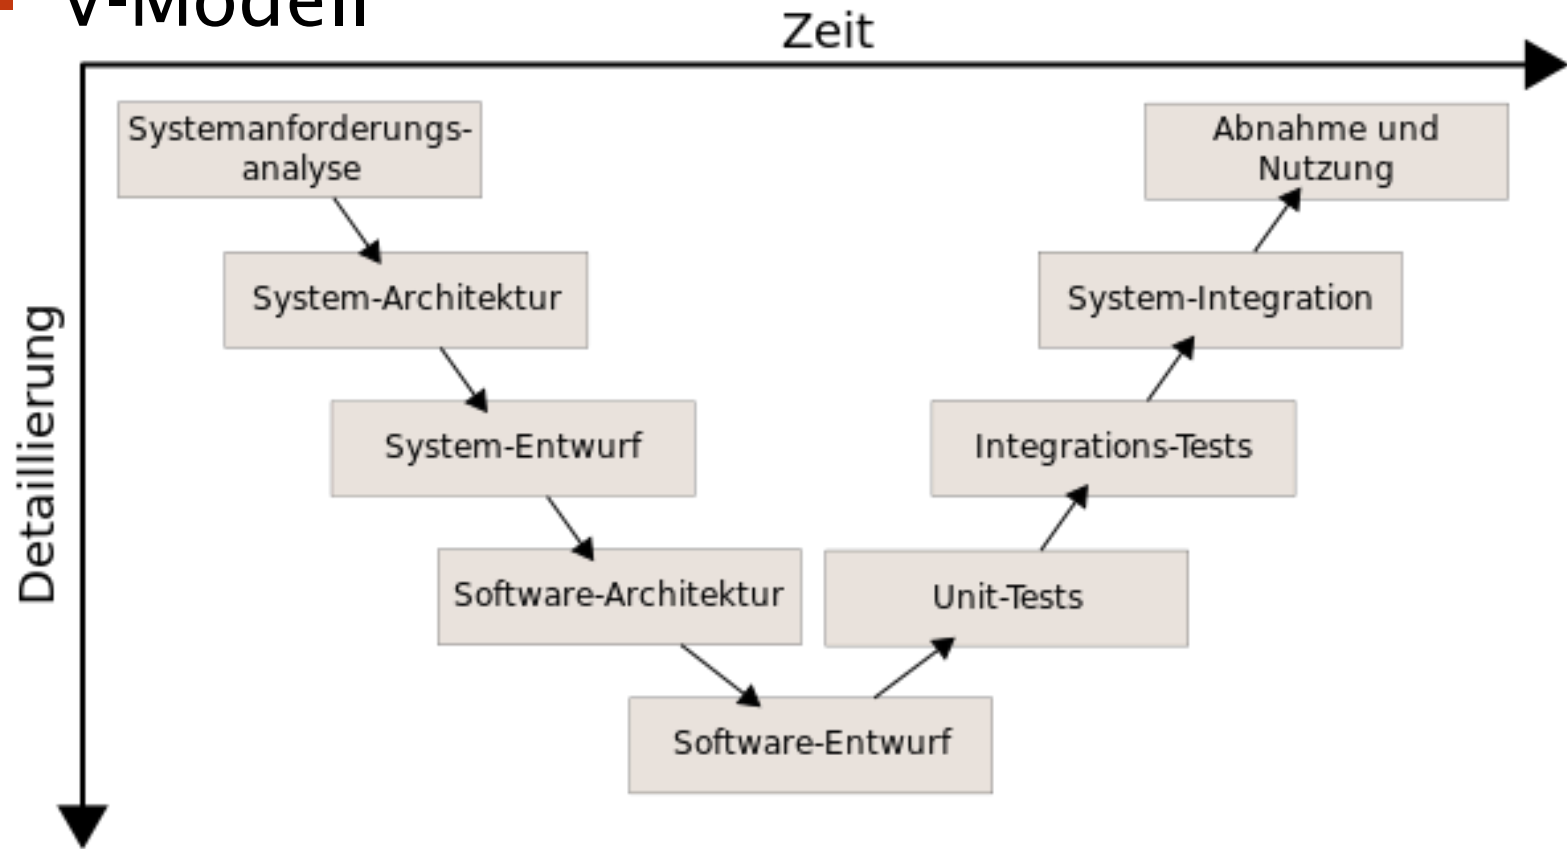 V-Modell
Zeit
Systemanforderungs-
analyse
Abnahme und
Nutzung
System-Architektur
System-Integration
Detaillierung
System-Entwurf
Integrations-Tests
Software-Architektur
Unit-Tests
Software-Entwurf